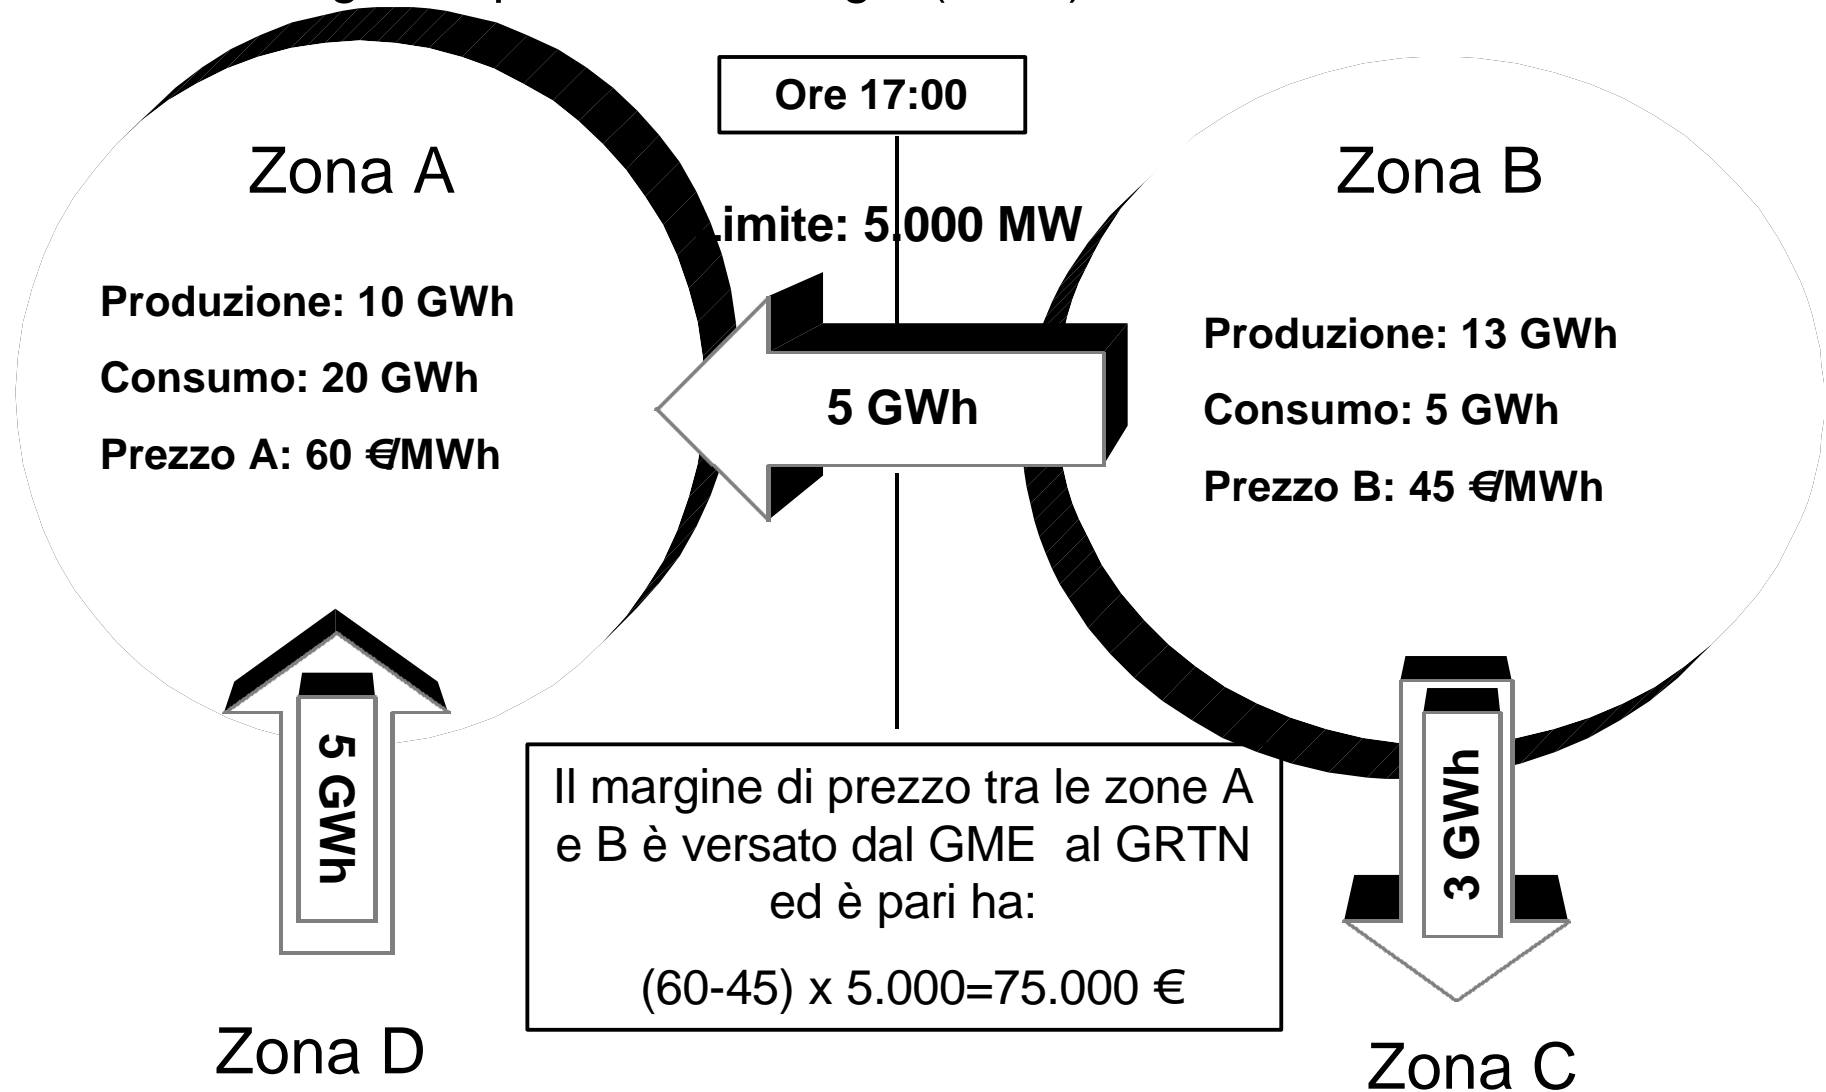 Ore 17:00
Zona A
Zona B
Limite: 5.000 MW
Produzione: 10 GWh
Consumo: 20 GWh
Prezzo A: 60 €/MWh
5 GWh
Produzione: 13 GWh
Consumo: 5 GWh
Prezzo B: 45 €/MWh
5 GWh
3 GWh
Il margine di prezzo tra le zone A
e B è versato dal GME al GRTN
ed è pari ha:
(60-45) x 5.000=75.000 €
Zona D
Zona C